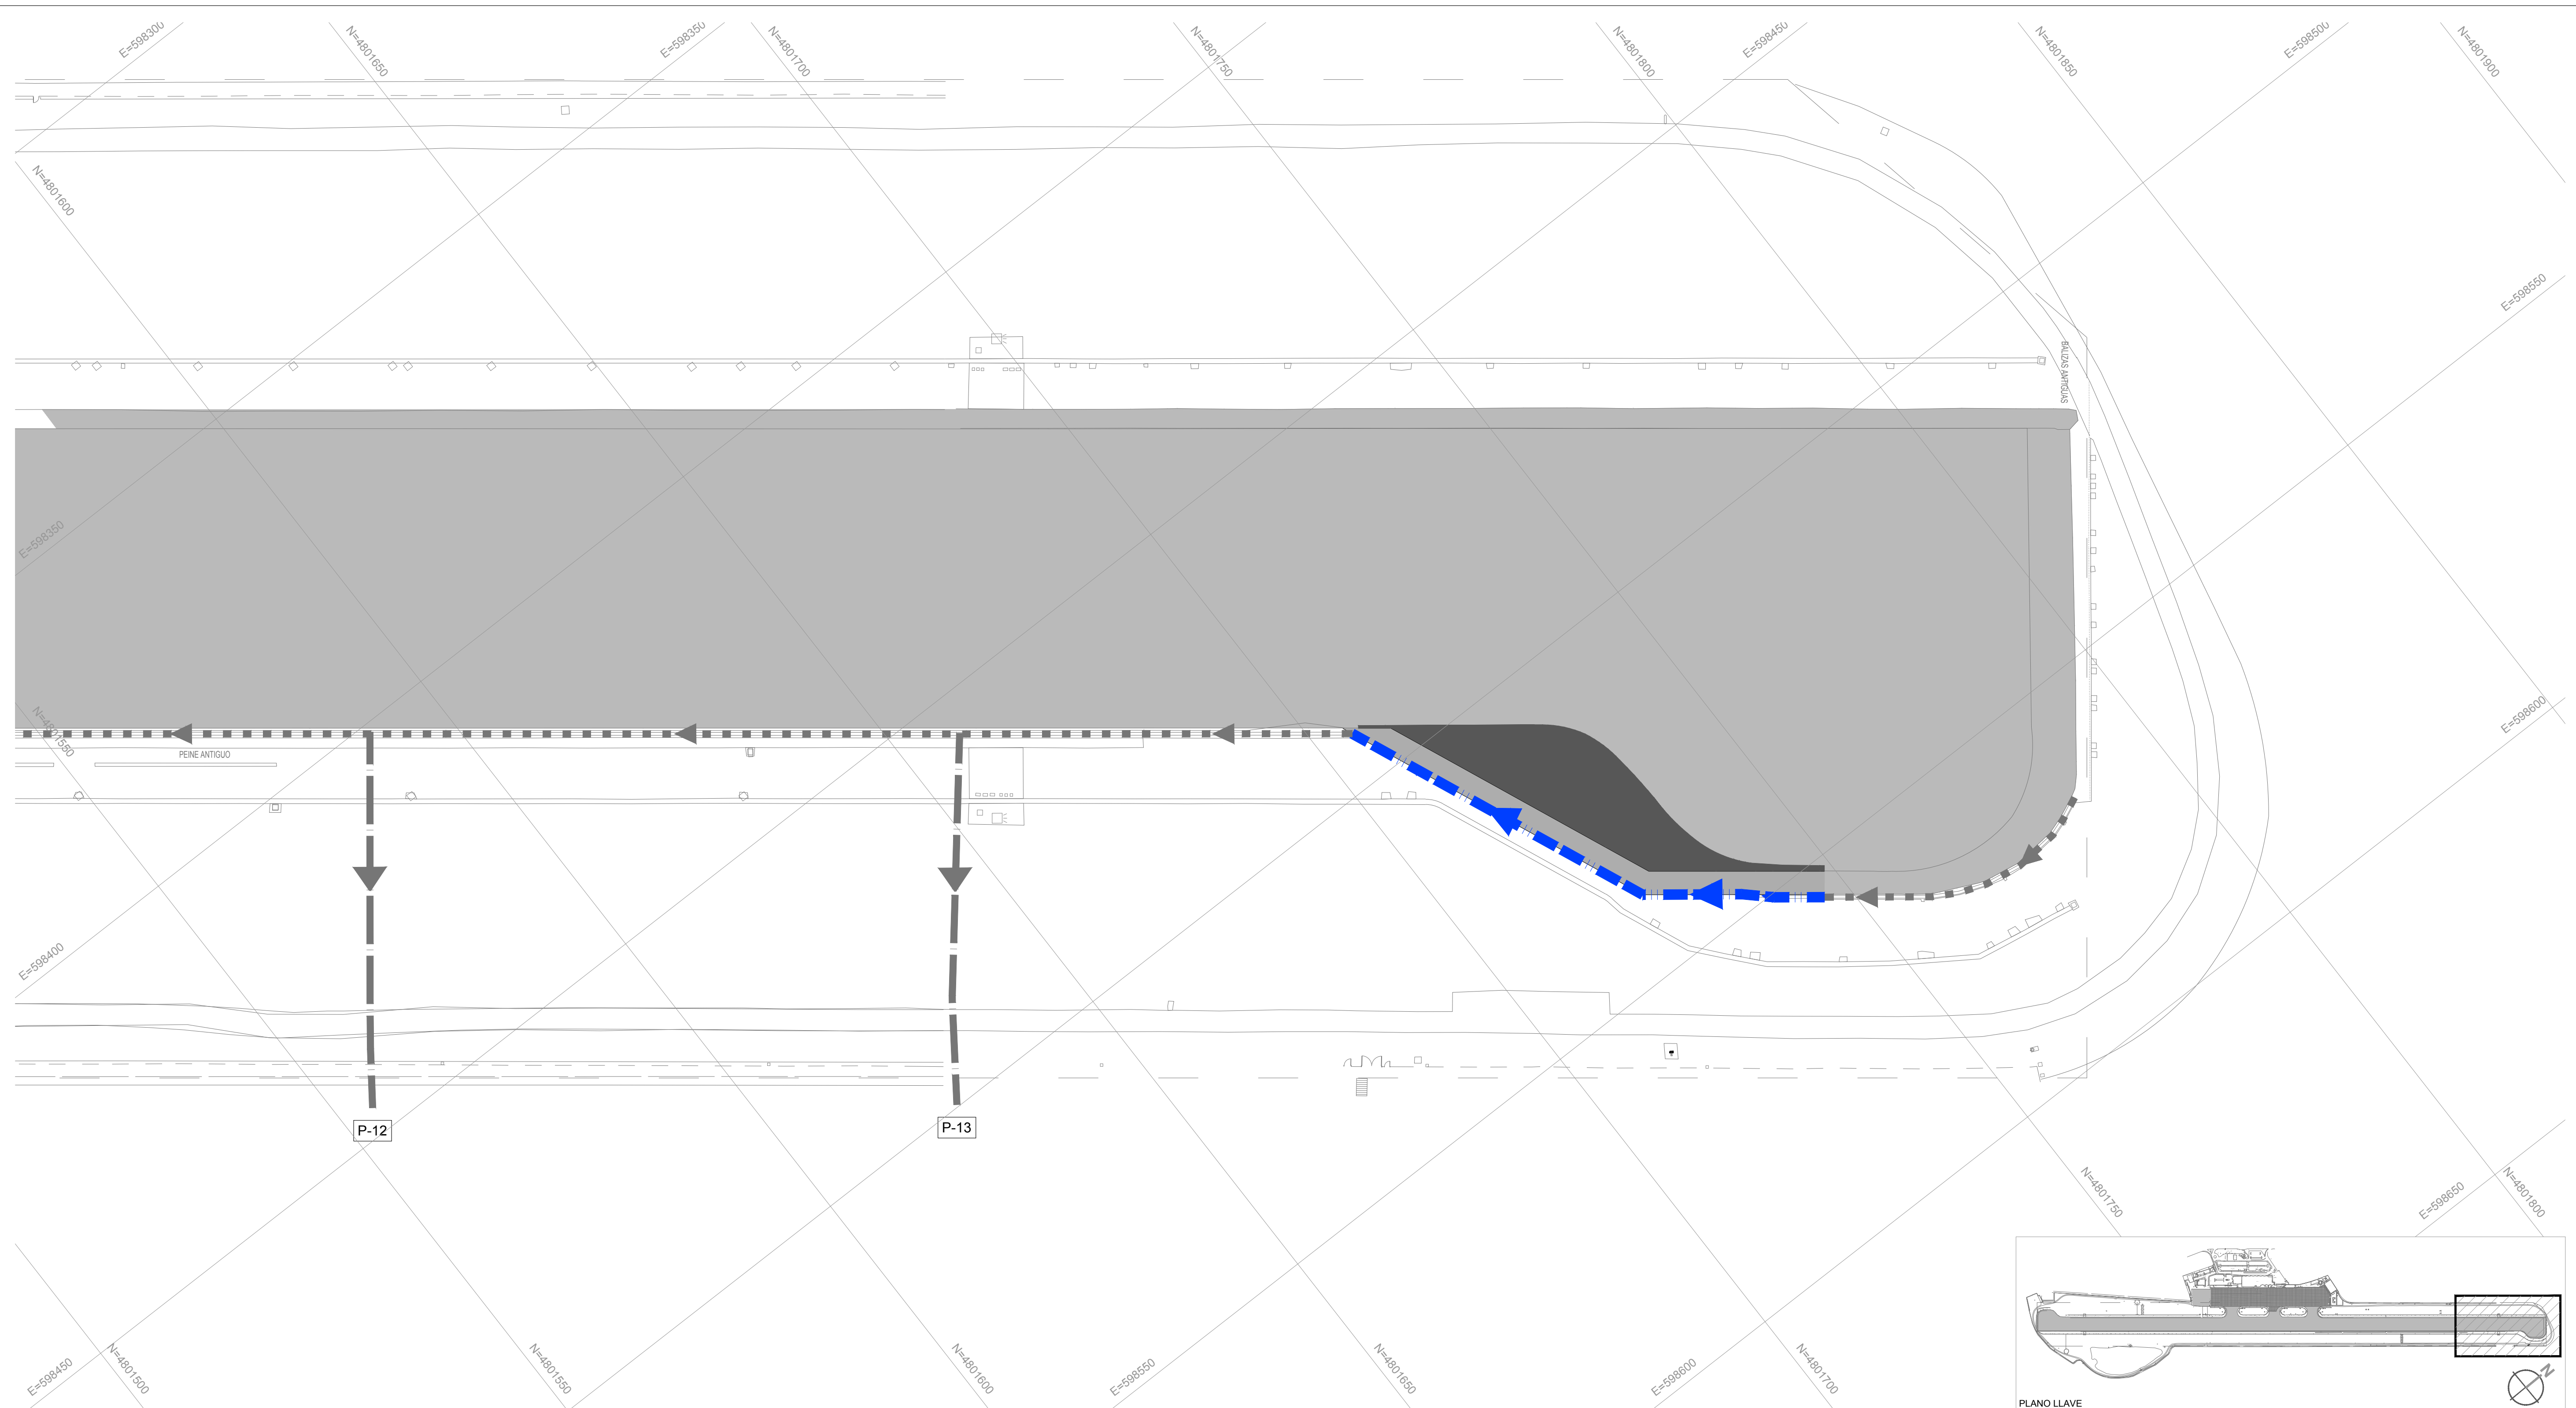 E=598300
N=4801650
E=598350
N=4801700
N=4801750
N=4801800
E=598450
N=4801850
E=598500
N=4801900
N=4801600
E=598550
BALIZAS ANTIGUAS
E=598350
N=4801550
PEINE ANTIGUO
E=598600
E=598400
P-12
P-13
N=4801750
E=598650
N=4801800
E=598450
N=4801500
N=4801550
N=4801600
E=598550
N=4801650
E=598600
N=4801700
PLANO LLAVE
N